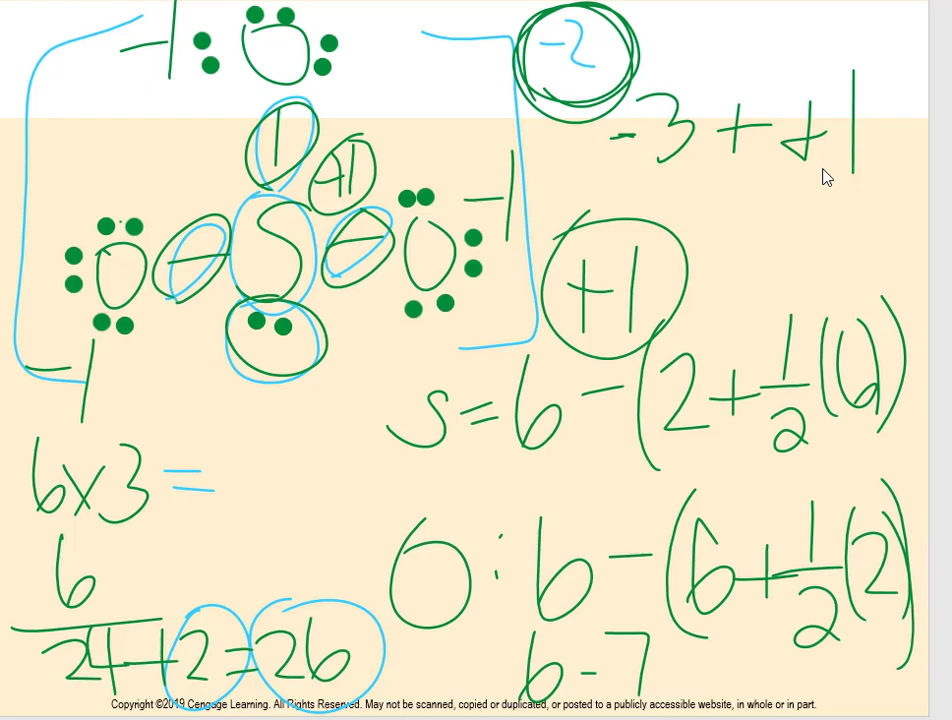 -1 O -2
-3 + +1
| +1
O - S - O -1
+1
-1
S = 6 - (2 + 1/2 (6))
6x3 =
6
O : 6 - (6 + 1/2 (2))
24 + 2 = 26
6 - 7
Copyright ©2019 Cengage Learning. All Rights Reserved. May not be scanned, copied or duplicated, or posted to a publicly accessible website, in whole or in part.